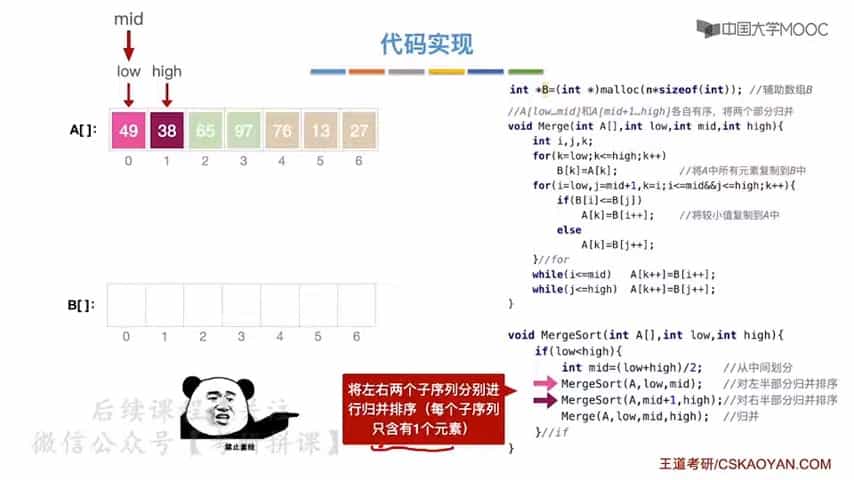 mid
代码实现
中国大学MOOC
low high
A[]: 49 38 65 97 76 13 27
0 1 2 3 4 5 6
B[]:
0 1 2 3 4 5 6
int *B=(int *)malloc(n*sizeof(int)); //辅助数组B
//A[low…mid]和A[mid+1…high]各自有序，将两个部分归并
void Merge(int A[],int low,int mid,int high){
int i,j,k;
for(k=low;k<=high;k++)
B[k]=A[k]; //将A中所有元素复制到B中
for(i=low,j=mid+1,k=i;i<=mid&&j<=high;k++){
if(B[i]<=B[j])
A[k]=B[i++]; //将较小值复制到A中
else
A[k]=B[j++];
}//for
while(i<=mid) A[k++]=B[i++];
while(j<=high) A[k++]=B[j++];
}
void MergeSort(int A[],int low,int high){
if(low<high){
int mid=(low+high)/2; //从中间划分
MergeSort(A,low,mid); //对左半部分归并排序
MergeSort(A,mid+1,high);//对右半部分归并排序
Merge(A,low,mid,high); //归并
}//if
}
将左右两个子序列分别进
行归并排序（每个子序列
只含有1个元素）
后续课程
微信公众号【
拼课】
禁止套娃
王道考研/CSKAOYAN.COM